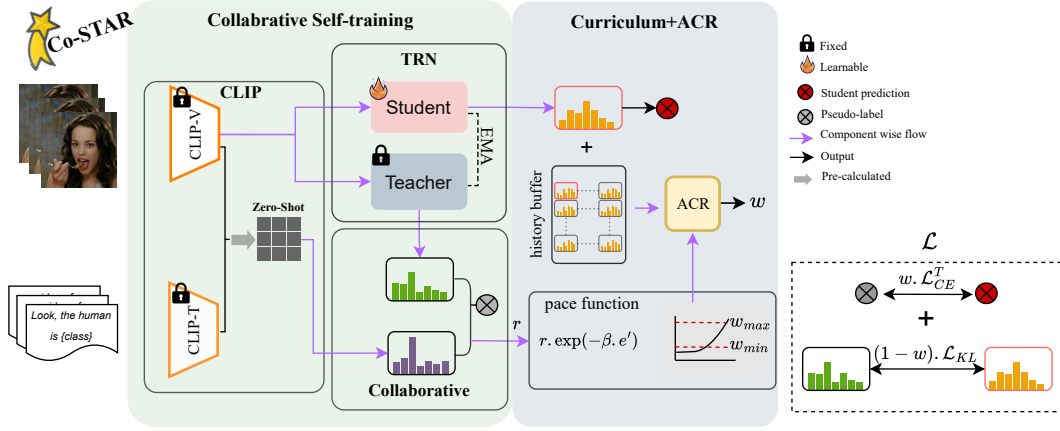 Co-STAR
Collabrative Self-training
Curriculum+ACR
Fixed
Learnable
Student prediction
Pseudo-label
Component wise flow
Output
Pre-calculated
TRN
CLIP
CLIP-V
Student
Teacher
EMA
+
Zero-Shot
history buffer
ACR
w
Look, the human
is {class}
CLIP-T
Collaborative
r
pace function
r. exp(−β. e′)
w_max
w_min
ℒ
w. ℒ_CE^T
+
(1 − w). ℒ_KL